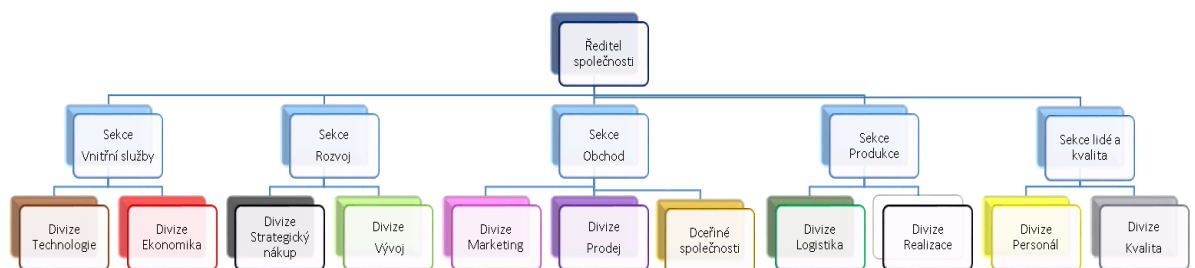 Ředitel
společnosti
Sekce
Vnitřní služby
Sekce
Rozvoj
Sekce
Obchod
Sekce
Produkce
Sekce lidé a
kvalita
Divize
Technologie
Divize
Ekonomika
Divize
Strategický
nákup
Divize
Vývoj
Divize
Marketing
Divize
Prodej
Dceřiné
společnosti
Divize
Logistika
Divize
Realizace
Divize
Personál
Divize
Kvalita